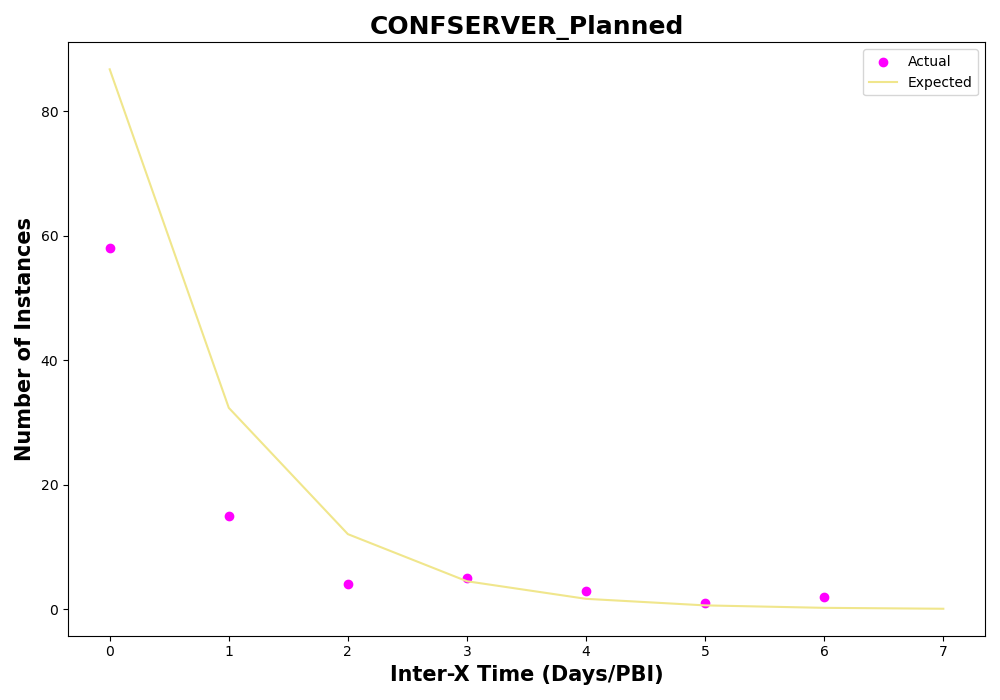 CONFSERVER_Planned
Actual
Expected
Number of Instances
80
60
40
20
0
0 1 2 3 4 5 6 7
Inter-X Time (Days/PBI)